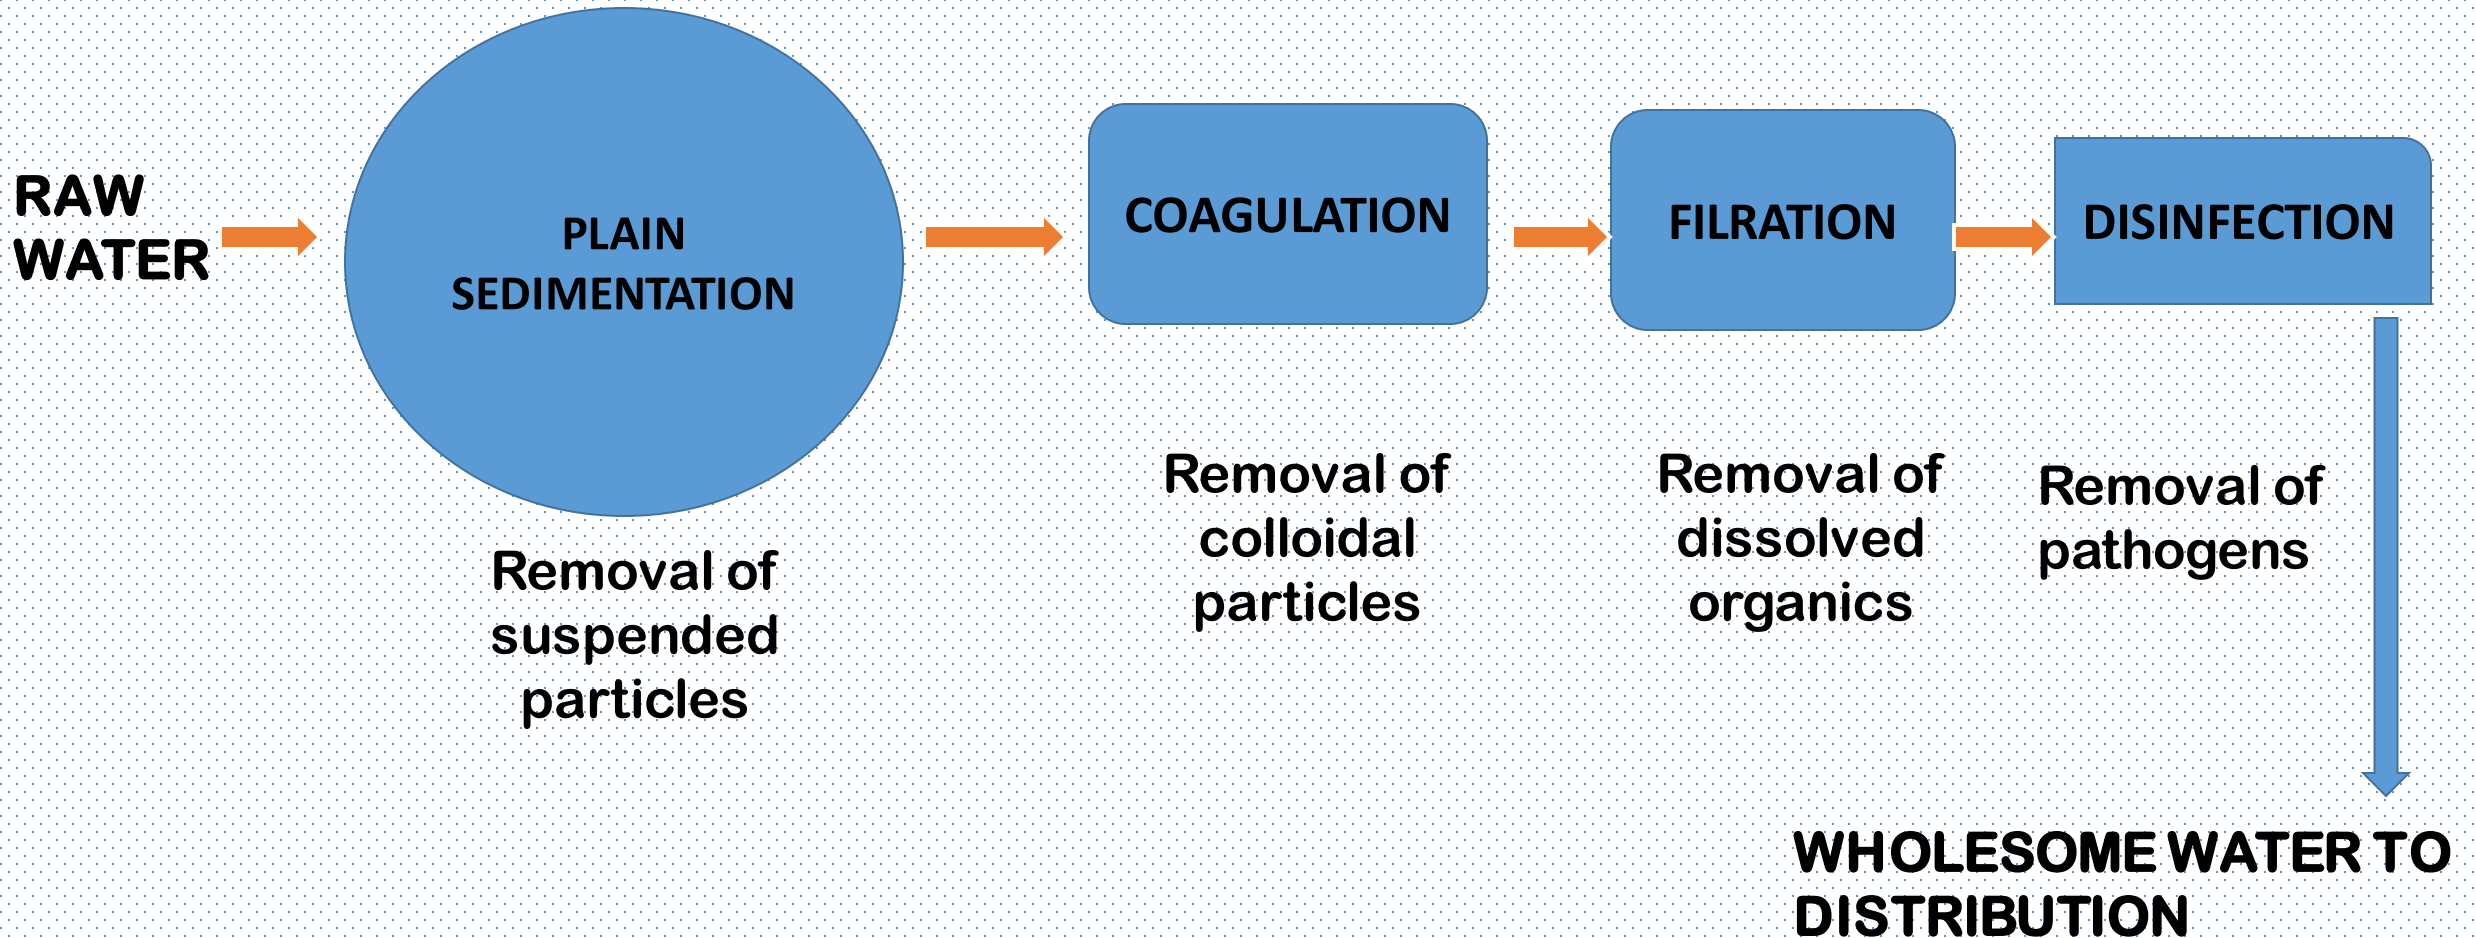 RAW
WATER
PLAIN
SEDIMENTATION
Removal of
suspended
particles
COAGULATION
Removal of
colloidal
particles
FILRATION
Removal of
dissolved
organics
DISINFECTION
Removal of
pathogens
WHOLESOME WATER TO
DISTRIBUTION